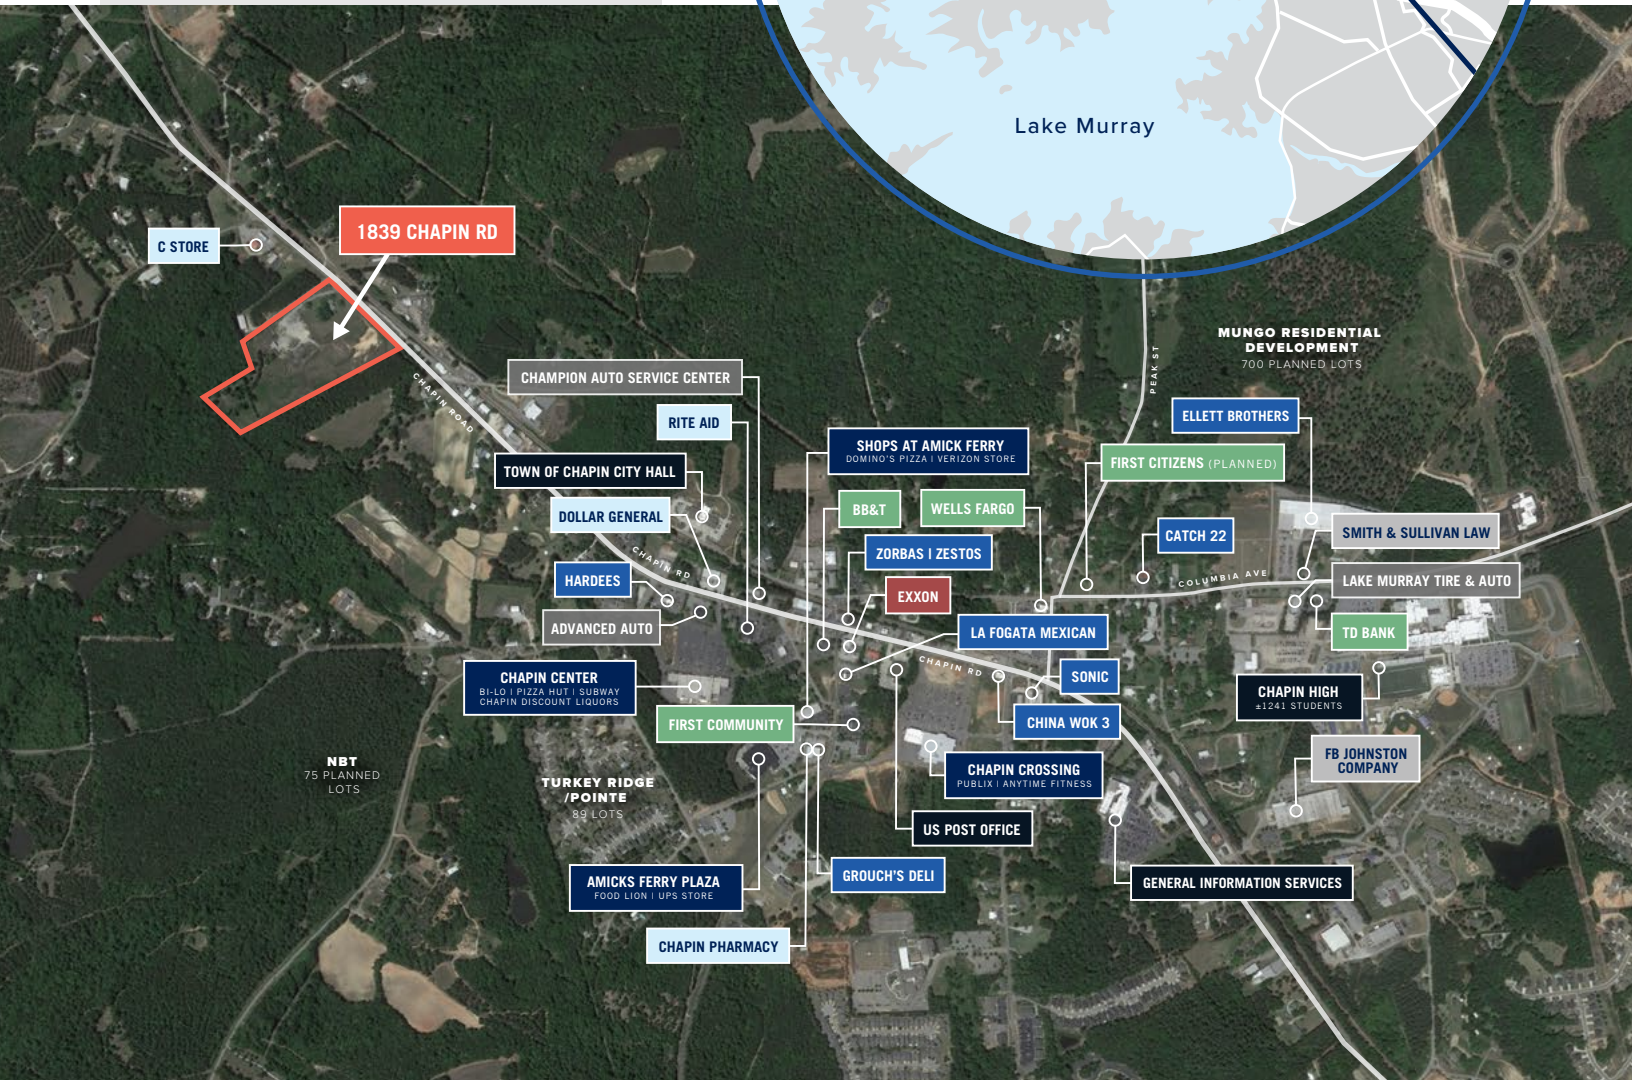 Lake Murray
1839 CHAPIN RD
C STORE
MUNGO RESIDENTIAL
DEVELOPMENT
700 PLANNED LOTS
PEAK ST
CHAPIN ROAD
CHAMPION AUTO SERVICE CENTER
RITE AID
ELLETT BROTHERS
SHOPS AT AMICK FERRY
DOMINO'S PIZZA | VERIZON STORE
FIRST CITIZENS (PLANNED)
TOWN OF CHAPIN CITY HALL
DOLLAR GENERAL
BB&T
WELLS FARGO
CATCH 22
SMITH & SULLIVAN LAW
ZORBAS | ZESTOS
CHAPIN RD
HARDEES
COLUMBIA AVE
LAKE MURRAY TIRE & AUTO
EXXON
ADVANCED AUTO
LA FOGATA MEXICAN
TD BANK
CHAPIN RD
SONIC
CHAPIN CENTER
BI-LO | PIZZA HUT | SUBWAY
CHAPIN DISCOUNT LIQUORS
CHAPIN HIGH
±1241 STUDENTS
FIRST COMMUNITY
CHINA WOK 3
FB JOHNSTON
COMPANY
NBT
75 PLANNED
LOTS
TURKEY RIDGE
/POINTE
89 LOTS
CHAPIN CROSSING
PUBLIX | ANYTIME FITNESS
US POST OFFICE
AMICKS FERRY PLAZA
FOOD LION | UPS STORE
GROUCH'S DELI
GENERAL INFORMATION SERVICES
CHAPIN PHARMACY